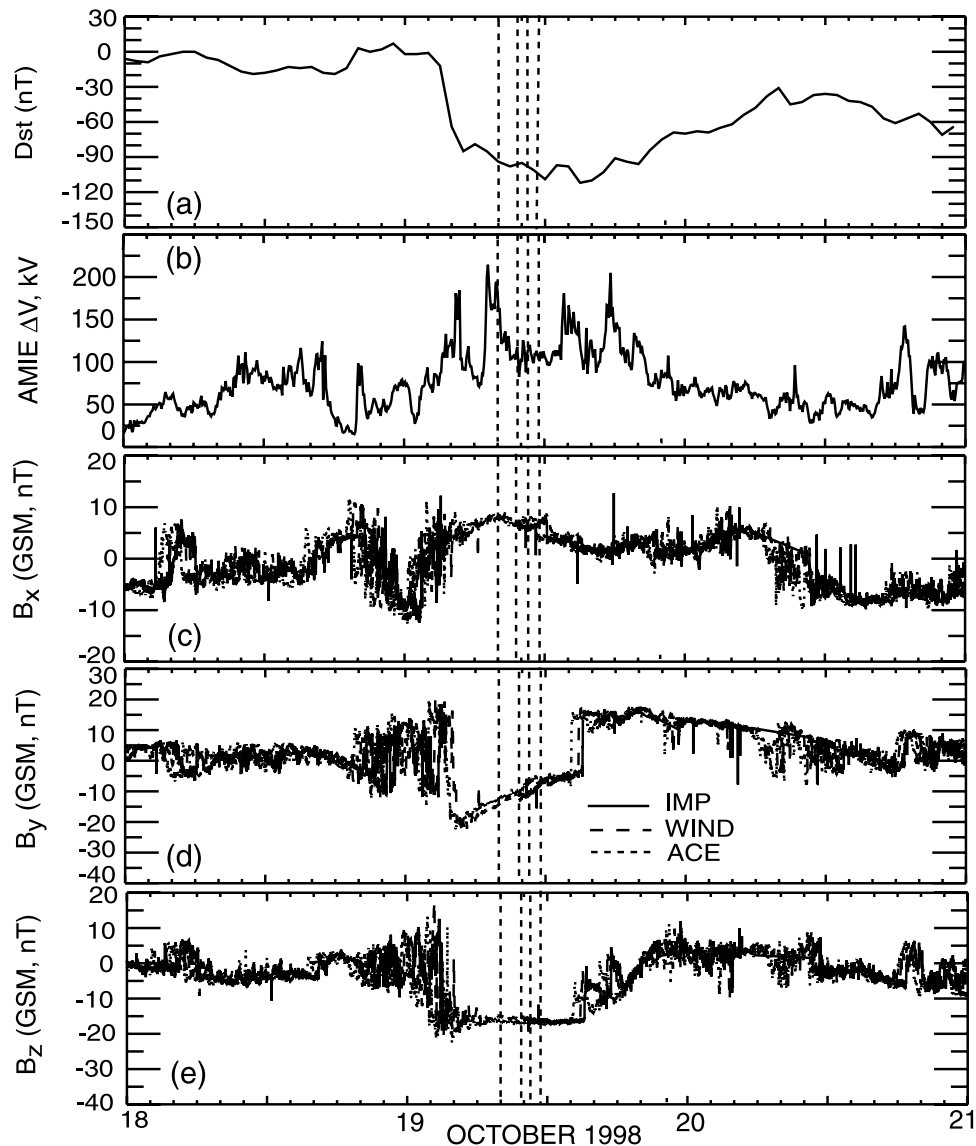 30
0
-30
-60
-90
-120
-150
Dst (nT)
(a)
200
150
100
50
0
AMIE ΔV, kV
(b)
20
10
0
-10
-20
Bx (GSM, nT)
(c)
30
20
10
0
-10
-20
-30
-40
By (GSM, nT)
(d)
IMP
WIND
ACE
20
10
0
-10
-20
-30
-40
Bz (GSM, nT)
(e)
18 19 20 21
OCTOBER 1998